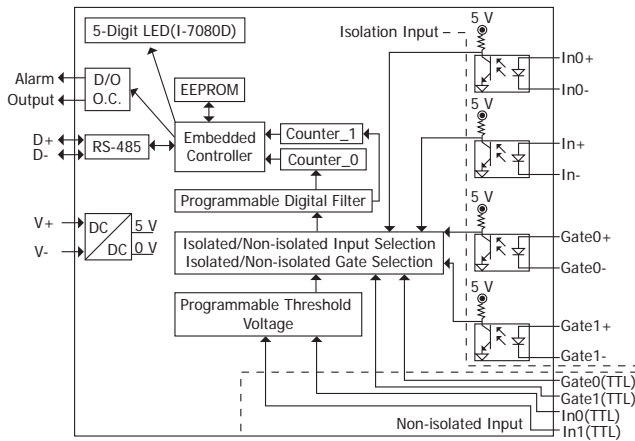 5-Digit LED(I-7080D)
Isolation Input
5 V
In0+
In0-
Alarm
Output
D/O
O.C.
EEPROM
5 V
In+
In-
D+
D-
RS-485
Embedded
Controller
Counter_1
Counter_0
Programmable Digital Filter
V+
V-
DC
DC
5 V
0 V
Isolated/Non-isolated Input Selection
Isolated/Non-isolated Gate Selection
5 V
Gate0+
Gate0-
Programmable Threshold
Voltage
5 V
Gate1+
Gate1-
Gate0(TTL)
Gate1(TTL)
In0(TTL)
In1(TTL)
Non-isolated Input